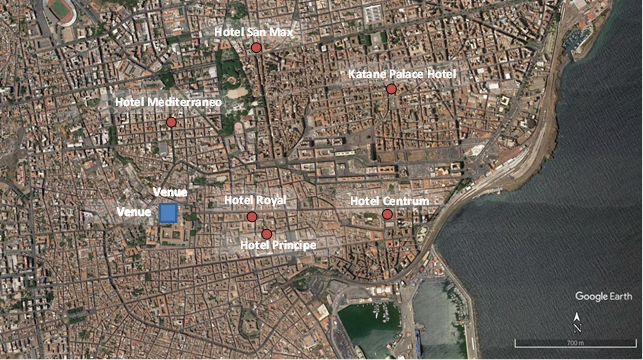 Hotel San Max
Katane Palace Hotel
Hotel Mediterraneo
Venue
Venue
Hotel Royal
Hotel Centrum
Hotel Principe
Google Earth
N
700 m